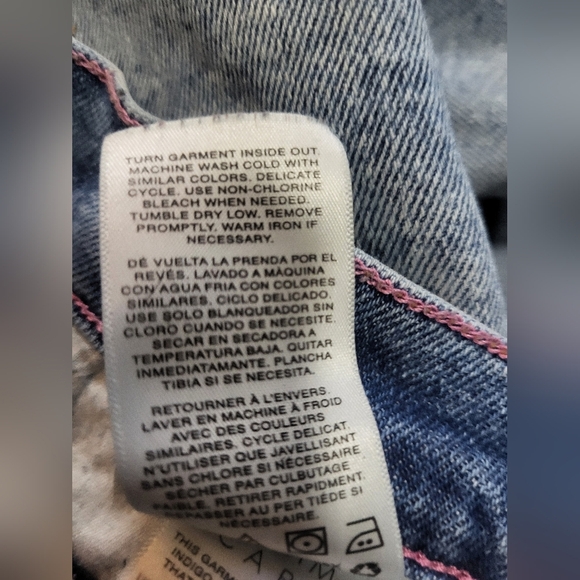 TURN GARMENT INSIDE OUT.
MACHINE WASH COLD WITH
SIMILAR COLORS. DELICATE
CYCLE. USE NON-CHLORINE
BLEACH WHEN NEEDED.
TUMBLE DRY LOW. REMOVE
PROMPTLY. WARM IRON IF
NECESSARY.
DÉ VUELTA LA PRENDA POR EL
REVÉS. LAVADO A MÁQUINA
CON AGUA FRIA CON COLORES
SIMILARES. CICLO DELICADO.
USE SOLO BLANQUEADOR SIN
CLORO CUANDO SE NECESITE.
SECAR EN SECADORA A
TEMPERATURA BAJA. QUITAR
INMEDIATAMENTE. PLANCHA
TIBIA SI SE NECESITA.
RETOURNER À L'ENVERS.
LAVER EN MACHINE À FROID
AVEC DES COULEURS
SIMILAIRES. CYCLE DELICAT.
N'UTILISER QUE JAVELLISANT
SANS CHLORE SI NÉCESSAIRE.
SÉCHER PAR CULBUTAGE
FAIBLE. RETIRER RAPIDMENT.
REPASSER AU PER TIÈDE SI
THIS GARM
INDIGO
THAT